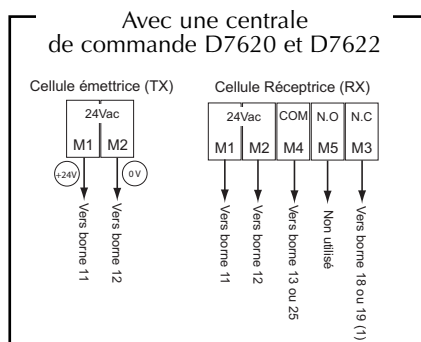 Avec une centrale
de commande D7620 et D7622
Cellule émettrice (TX)
24Vac
M1 M2
+24V 0 V
Vers borne 11
Vers borne 12
Cellule Réceptrice (RX)
24Vac COM N.O N.C
M1 M2 M4 M5 M3
Vers borne 11
Vers borne 12
Vers borne 13 ou 25
Non utilisé
Vers borne 18 ou 19 (1)